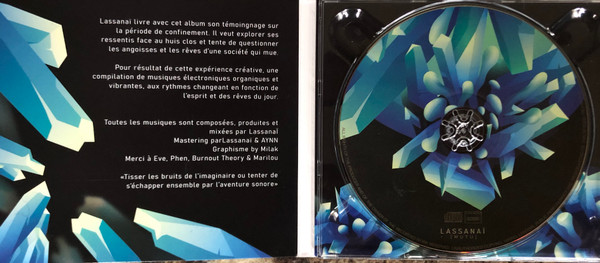 Lassanaï livre avec cet album son témoingnage sur
la période de confinement. Il veut explorer ses
ressentis face au huis clos et tente de questionner
les angoisses et les rêves d'une société qui mue.
Pour résultat de cette expérience créative, une
compilation de musiques électroniques organiques et
vibrantes, aux rythmes changeant en fonction de
l'esprit et des rêves du jour.
Toutes les musiques sont composées, produites et
mixées par Lassanaï
Mastering parLassanai & AYNN
Graphisme by Milak
Merci à Eve, Phen, Burnout Theory & Marilou
«Tisser les bruits de l'imaginaire ou tenter de
s'échapper ensemble par l'aventure sonore»
LASSANAÏ